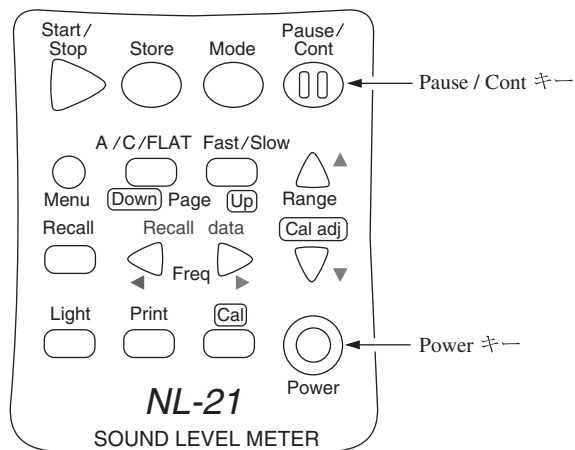 Start/
Stop
Store
Mode
Pause/
Cont
Pause / Cont キー
A/C/FLAT
Fast/Slow
Menu
Down Page Up
Range
Recall
Recall data
Cal adj
Freq
Light
Print
Cal
Power キー
Power
NL-21
SOUND LEVEL METER